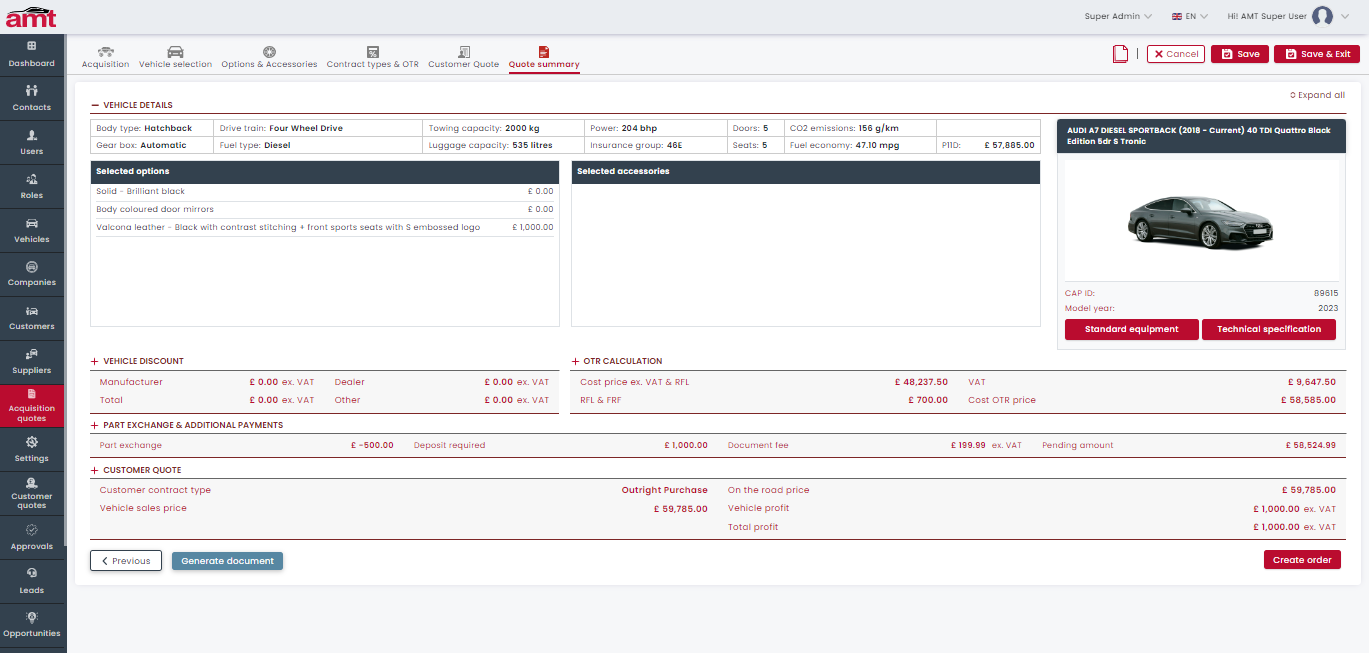 amt
Super Admin
EN
Hi! AMT Super User
Dashboard
Contacts
Users
Roles
Vehicles
Companies
Customers
Suppliers
Acquisition
quotes
Settings
Customer
quotes
Approvals
Leads
Opportunities
Acquisition
Vehicle selection
Options & Accessories
Contract types & OTR
Customer Quote
Quote summary
Cancel
Save
Save & Exit
Expand all
VEHICLE DETAILS
Body type: Hatchback
Drive train: Four Wheel Drive
Towing capacity: 2000 kg
Power: 204 bhp
Doors: 5
CO2 emissions: 156 g/km
Gear box: Automatic
Fuel type: Diesel
Luggage capacity: 535 litres
Insurance group: 46E
Seats: 5
Fuel economy: 47.10 mpg
P11D: £ 57,885.00
Selected options
Solid - Brilliant black £ 0.00
Body coloured door mirrors £ 0.00
Valcona leather - Black with contrast stitching + front sports seats with S embossed logo £ 1,000.00
Selected accessories
AUDI A7 DIESEL SPORTBACK (2018 - Current) 40 TDI Quattro Black
Edition 5dr S Tronic
CAP ID: 89615
Model year: 2023
Standard equipment
Technical specification
VEHICLE DISCOUNT
Manufacturer £ 0.00 ex. VAT Dealer £ 0.00 ex. VAT
Total £ 0.00 ex. VAT Other £ 0.00 ex. VAT
OTR CALCULATION
Cost price ex. VAT & RFL £ 48,237.50 VAT £ 9,647.50
RFL & FRF £ 700.00 Cost OTR price £ 58,585.00
PART EXCHANGE & ADDITIONAL PAYMENTS
Part exchange £ -500.00 Deposit required £ 1,000.00 Document fee £ 199.99 ex. VAT Pending amount £ 58,524.99
CUSTOMER QUOTE
Customer contract type Outright Purchase On the road price £ 59,785.00
Vehicle sales price £ 59,785.00 Vehicle profit £ 1,000.00 ex. VAT
Total profit £ 1,000.00 ex. VAT
Previous
Generate document
Create order